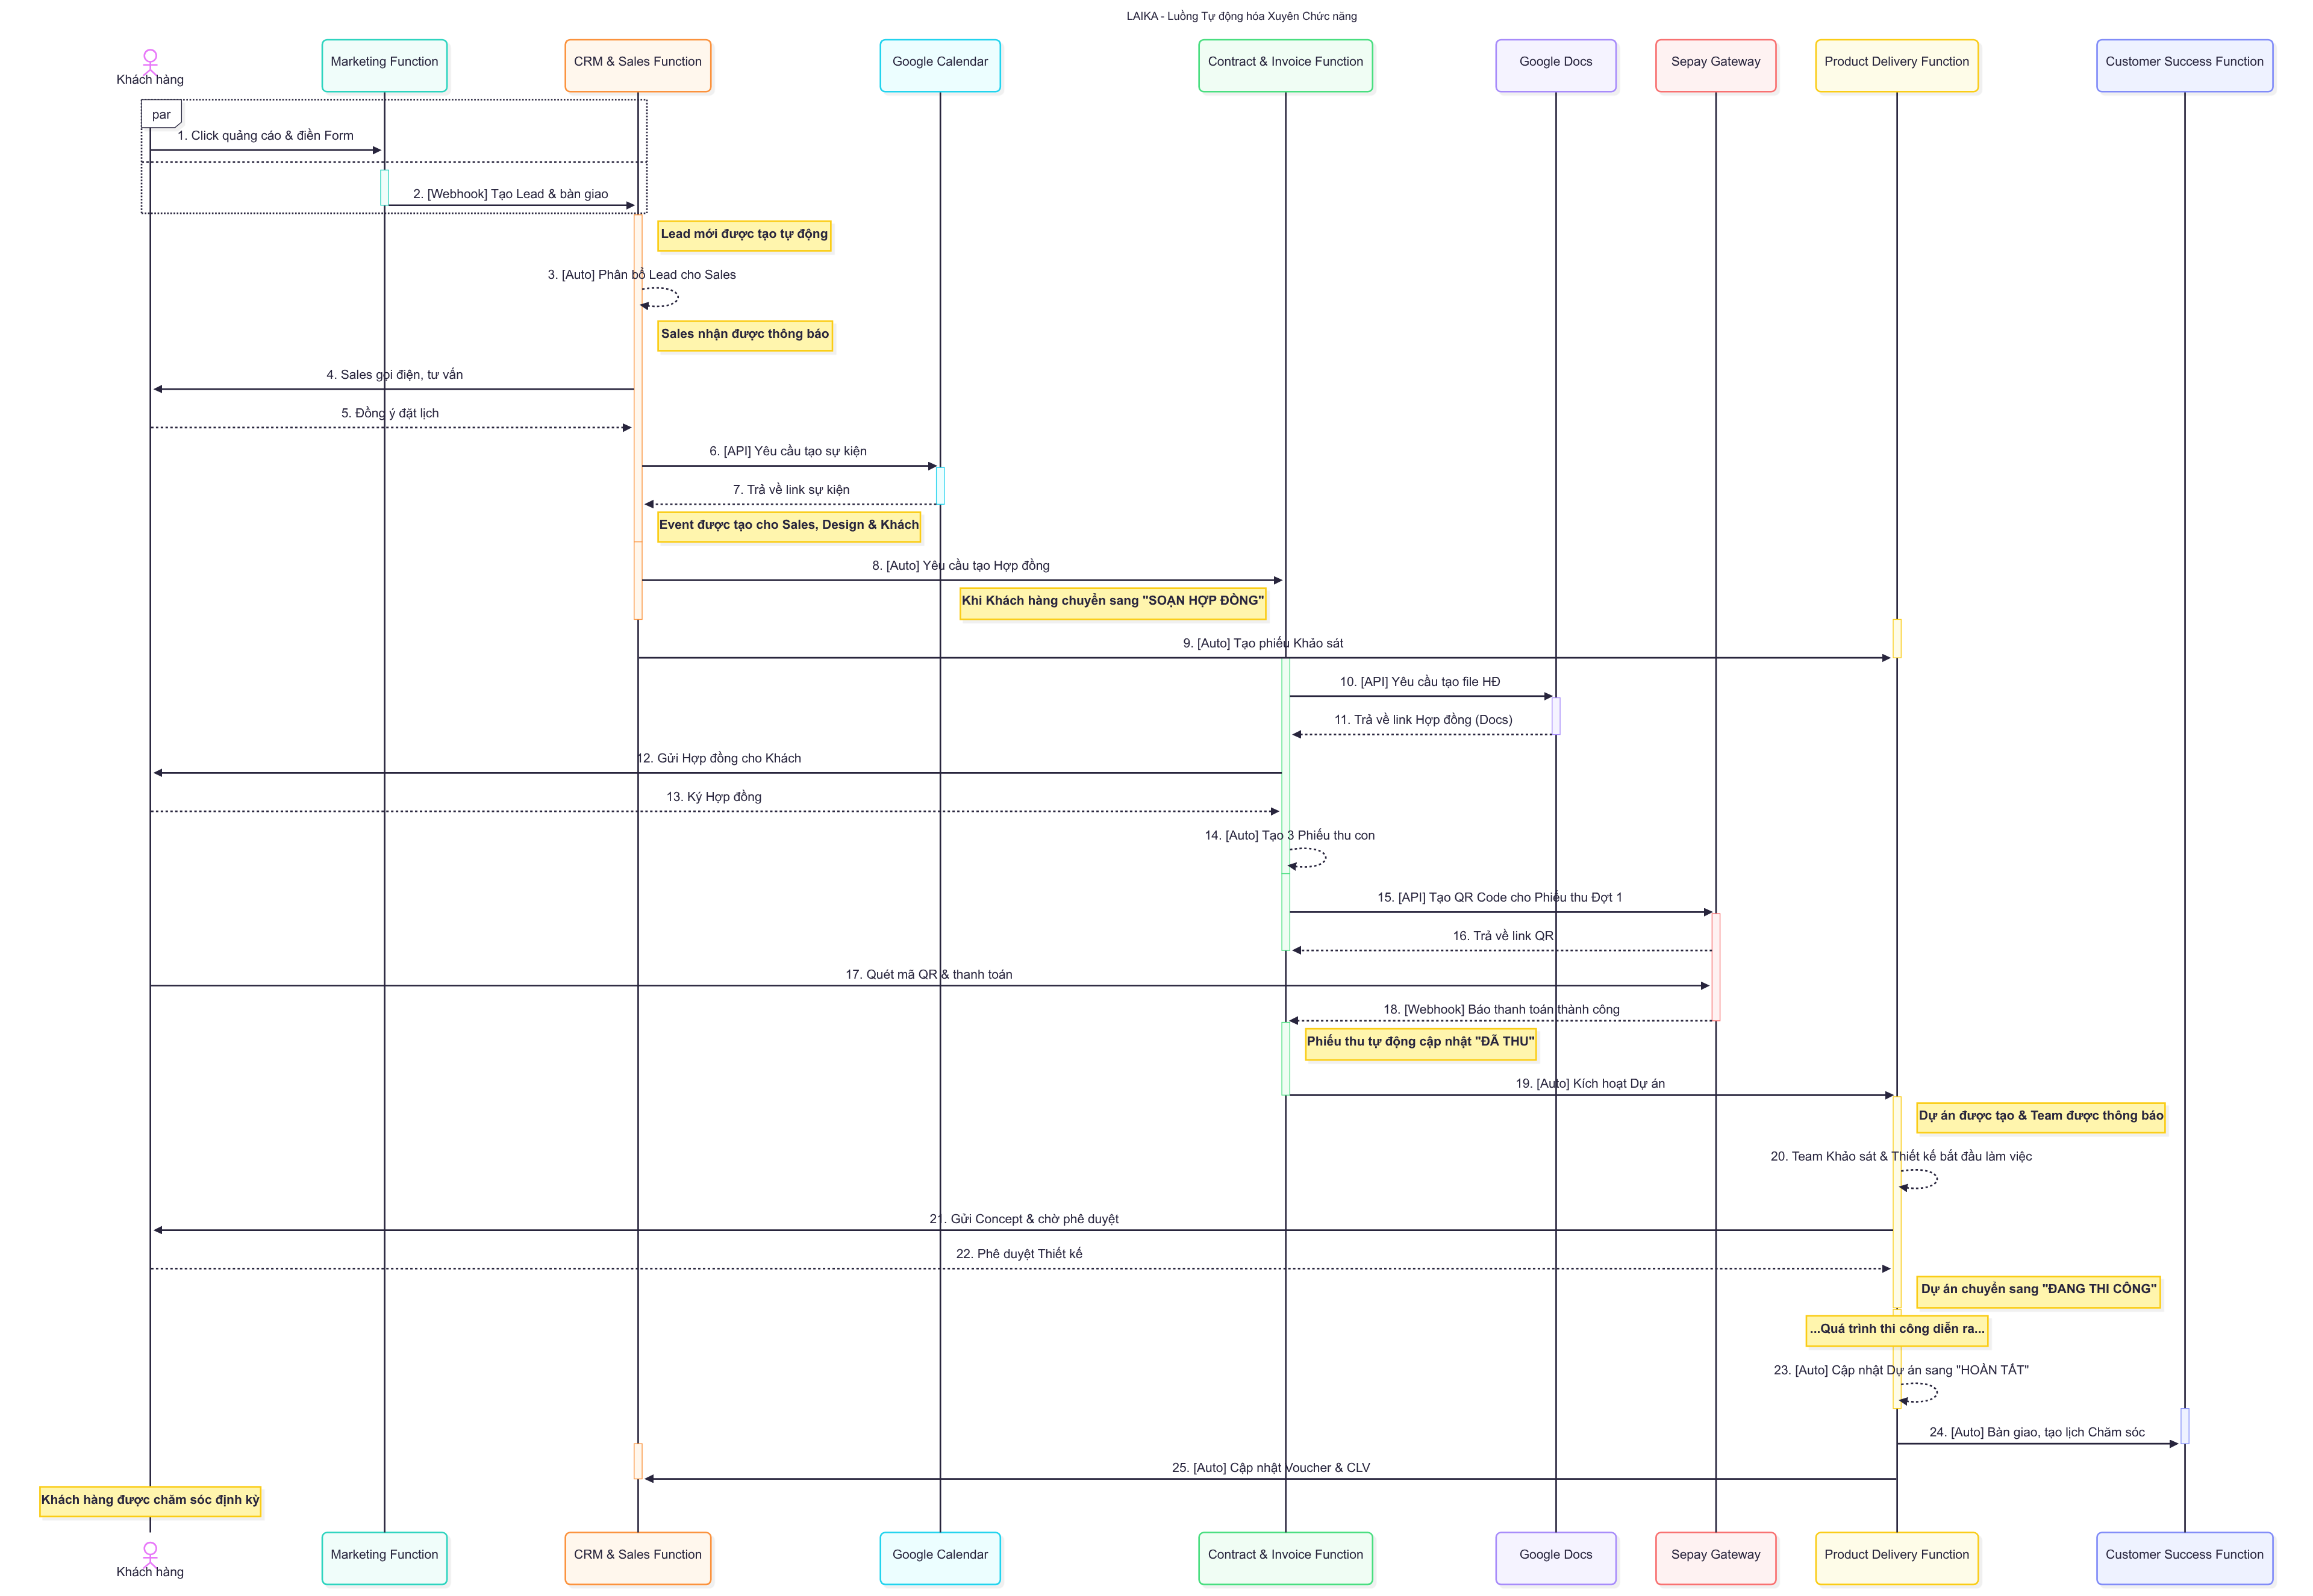 LAIKA - Luồng Tự động hóa Xuyên Chức năng
Khách hàng
Marketing Function
CRM & Sales Function
Google Calendar
Contract & Invoice Function
Google Docs
Sepay Gateway
Product Delivery Function
Customer Success Function
par
1. Click quảng cáo & điền Form
2. [Webhook] Tạo Lead & bàn giao
Lead mới được tạo tự động
3. [Auto] Phân bổ Lead cho Sales
Sales nhận được thông báo
4. Sales gọi điện, tư vấn
5. Đồng ý đặt lịch
6. [API] Yêu cầu tạo sự kiện
7. Trả về link sự kiện
Event được tạo cho Sales, Design & Khách
8. [Auto] Yêu cầu tạo Hợp đồng
Khi Khách hàng chuyển sang "SOẠN HỢP ĐỒNG"
9. [Auto] Tạo phiếu Khảo sát
10. [API] Yêu cầu tạo file HĐ
11. Trả về link Hợp đồng (Docs)
12. Gửi Hợp đồng cho Khách
13. Ký Hợp đồng
14. [Auto] Tạo 3 Phiếu thu con
15. [API] Tạo QR Code cho Phiếu thu Đợt 1
16. Trả về link QR
17. Quét mã QR & thanh toán
18. [Webhook] Báo thanh toán thành công
Phiếu thu tự động cập nhật "ĐÃ THU"
19. [Auto] Kích hoạt Dự án
Dự án được tạo & Team được thông báo
20. Team Khảo sát & Thiết kế bắt đầu làm việc
21. Gửi Concept & chờ phê duyệt
22. Phê duyệt Thiết kế
Dự án chuyển sang "ĐANG THI CÔNG"
...Quá trình thi công diễn ra...
23. [Auto] Cập nhật Dự án sang "HOÀN TẤT"
24. [Auto] Bàn giao, tạo lịch Chăm sóc
25. [Auto] Cập nhật Voucher & CLV
Khách hàng được chăm sóc định kỳ
Khách hàng
Marketing Function
CRM & Sales Function
Google Calendar
Contract & Invoice Function
Google Docs
Sepay Gateway
Product Delivery Function
Customer Success Function